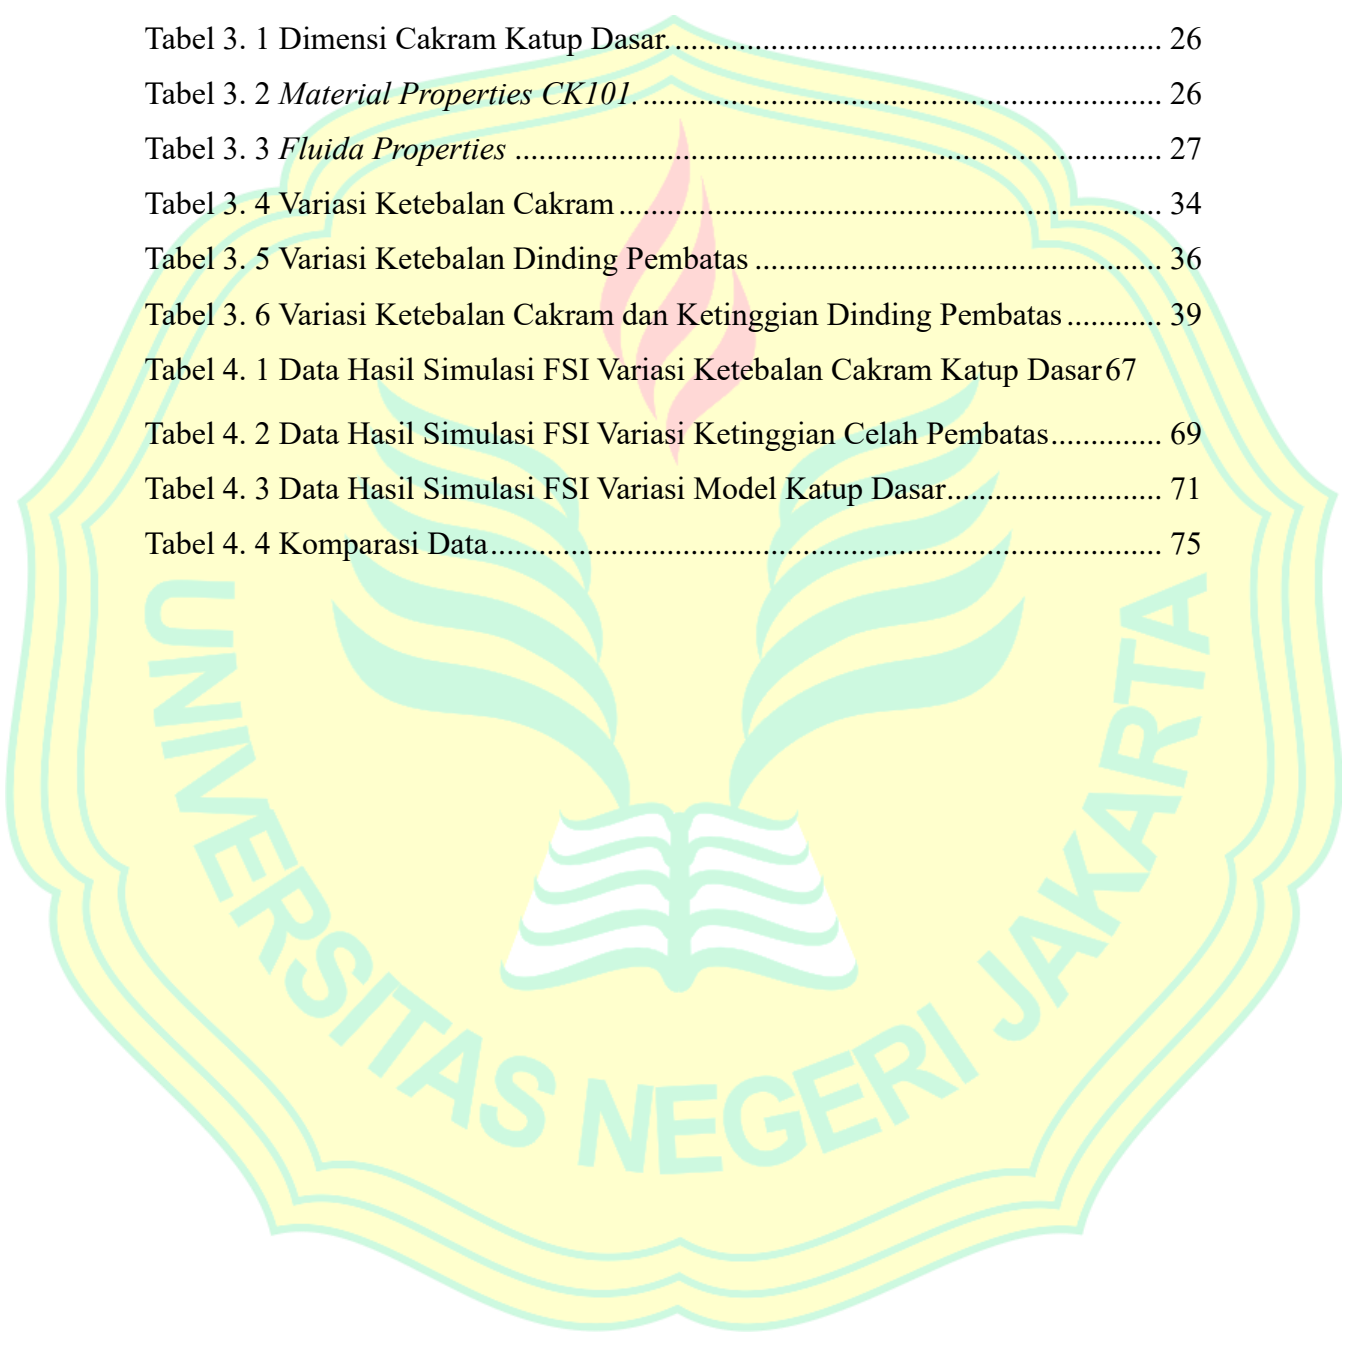 Tabel 3. 1 Dimensi Cakram Katup Dasar................................................................ 26
Tabel 3. 2 Material Properties CK101. .................................................................. 26
Tabel 3. 3 Fluida Properties .................................................................................. 27
Tabel 3. 4 Variasi Ketebalan Cakram ..................................................................... 34
Tabel 3. 5 Variasi Ketebalan Dinding Pembatas .................................................... 36
Tabel 3. 6 Variasi Ketebalan Cakram dan Ketinggian Dinding Pembatas ............ 39
Tabel 4. 1 Data Hasil Simulasi FSI Variasi Ketebalan Cakram Katup Dasar 67
Tabel 4. 2 Data Hasil Simulasi FSI Variasi Ketinggian Celah Pembatas.............. 69
Tabel 4. 3 Data Hasil Simulasi FSI Variasi Model Katup Dasar........................... 71
Tabel 4. 4 Komparasi Data..................................................................................... 75
UNIVERSITAS NEGERI JAKARTA